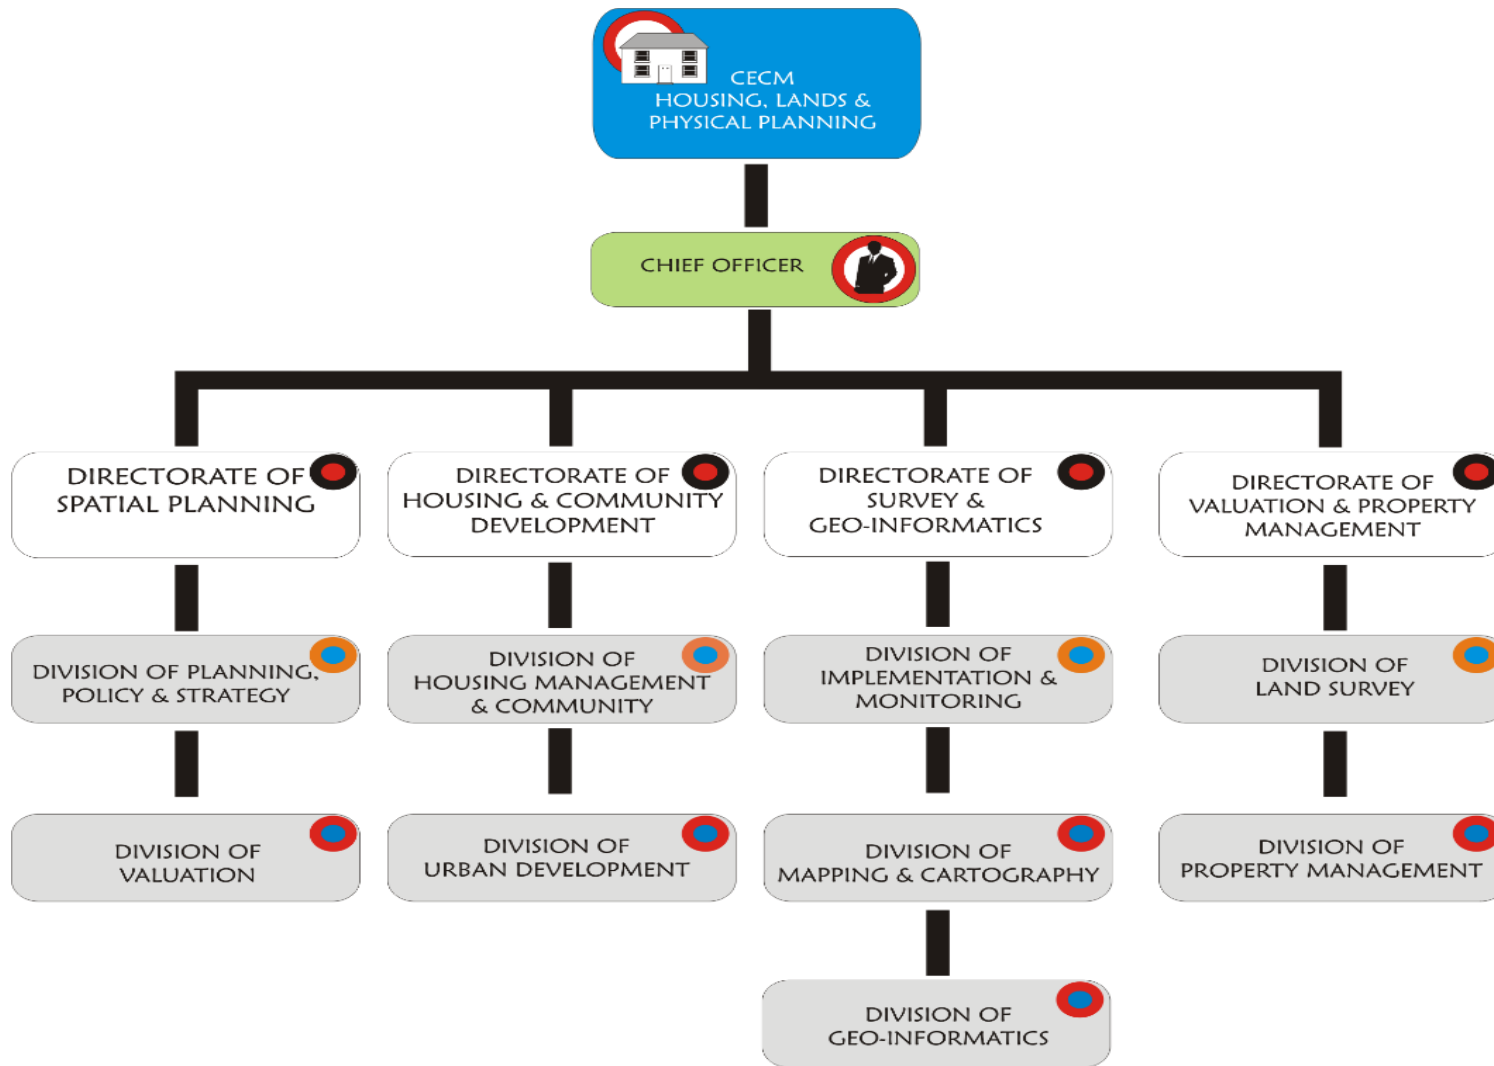 CECM
HOUSING, LANDS &
PHYSICAL PLANNING
CHIEF OFFICER
DIRECTORATE OF
SPATIAL PLANNING
DIRECTORATE OF
HOUSING & COMMUNITY
DEVELOPMENT
DIRECTORATE OF
SURVEY &
GEO-INFORMATICS
DIRECTORATE OF
VALUATION & PROPERTY
MANAGEMENT
DIVISION OF PLANNING,
POLICY & STRATEGY
DIVISION OF
HOUSING MANAGEMENT
& COMMUNITY
DIVISION OF
IMPLEMENTATION &
MONITORING
DIVISION OF
LAND SURVEY
DIVISION OF
VALUATION
DIVISION OF
URBAN DEVELOPMENT
DIVISION OF
MAPPING & CARTOGRAPHY
DIVISION OF
PROPERTY MANAGEMENT
DIVISION OF
GEO-INFORMATICS